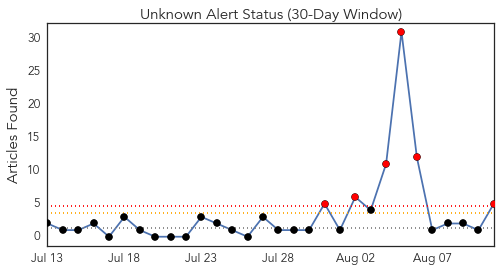 Unknown Alert Status (30-Day Window)
Articles Found
30
25
20
15
10
5
0
Jul 13 Jul 18 Jul 23 Jul 28 Aug 02 Aug 07